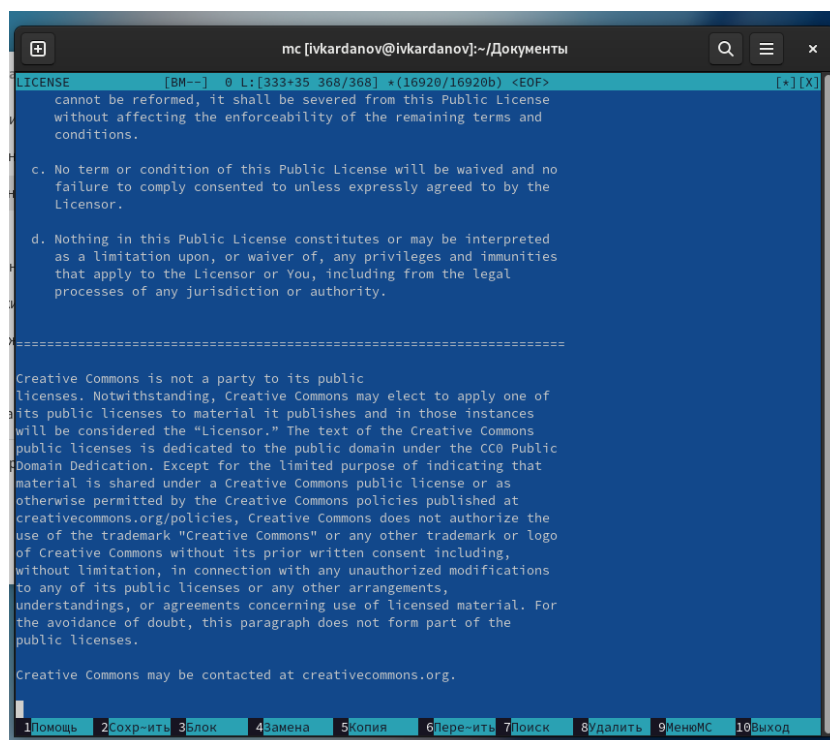 mc [ivkardanov@ivkardanov]:~/Документы
LICENSE [BM--] 0 L:[333+35 368/368] *(16920/16920b) <EOF> [*][X]
cannot be reformed, it shall be severed from this Public License
without affecting the enforceability of the remaining terms and
conditions.
c. No term or condition of this Public License will be waived and no
failure to comply consented to unless expressly agreed to by the
Licensor.
d. Nothing in this Public License constitutes or may be interpreted
as a limitation upon, or waiver of, any privileges and immunities
that apply to the Licensor or You, including from the legal
processes of any jurisdiction or authority.
=======================================================================
Creative Commons is not a party to its public
licenses. Notwithstanding, Creative Commons may elect to apply one of
its public licenses to material it publishes and in those instances
will be considered the “Licensor.” The text of the Creative Commons
public licenses is dedicated to the public domain under the CC0 Public
Domain Dedication. Except for the limited purpose of indicating that
material is shared under a Creative Commons public license or as
otherwise permitted by the Creative Commons policies published at
creativecommons.org/policies, Creative Commons does not authorize the
use of the trademark "Creative Commons" or any other trademark or logo
of Creative Commons without its prior written consent including,
without limitation, in connection with any unauthorized modifications
to any of its public licenses or any other arrangements,
understandings, or agreements concerning use of licensed material. For
the avoidance of doubt, this paragraph does not form part of the
public licenses.
Creative Commons may be contacted at creativecommons.org.
1Помощь 2Сохр~ить 3Блок 4Замена 5Копия 6Пере~ить 7Поиск 8Удалить 9МенюMC 10Выход